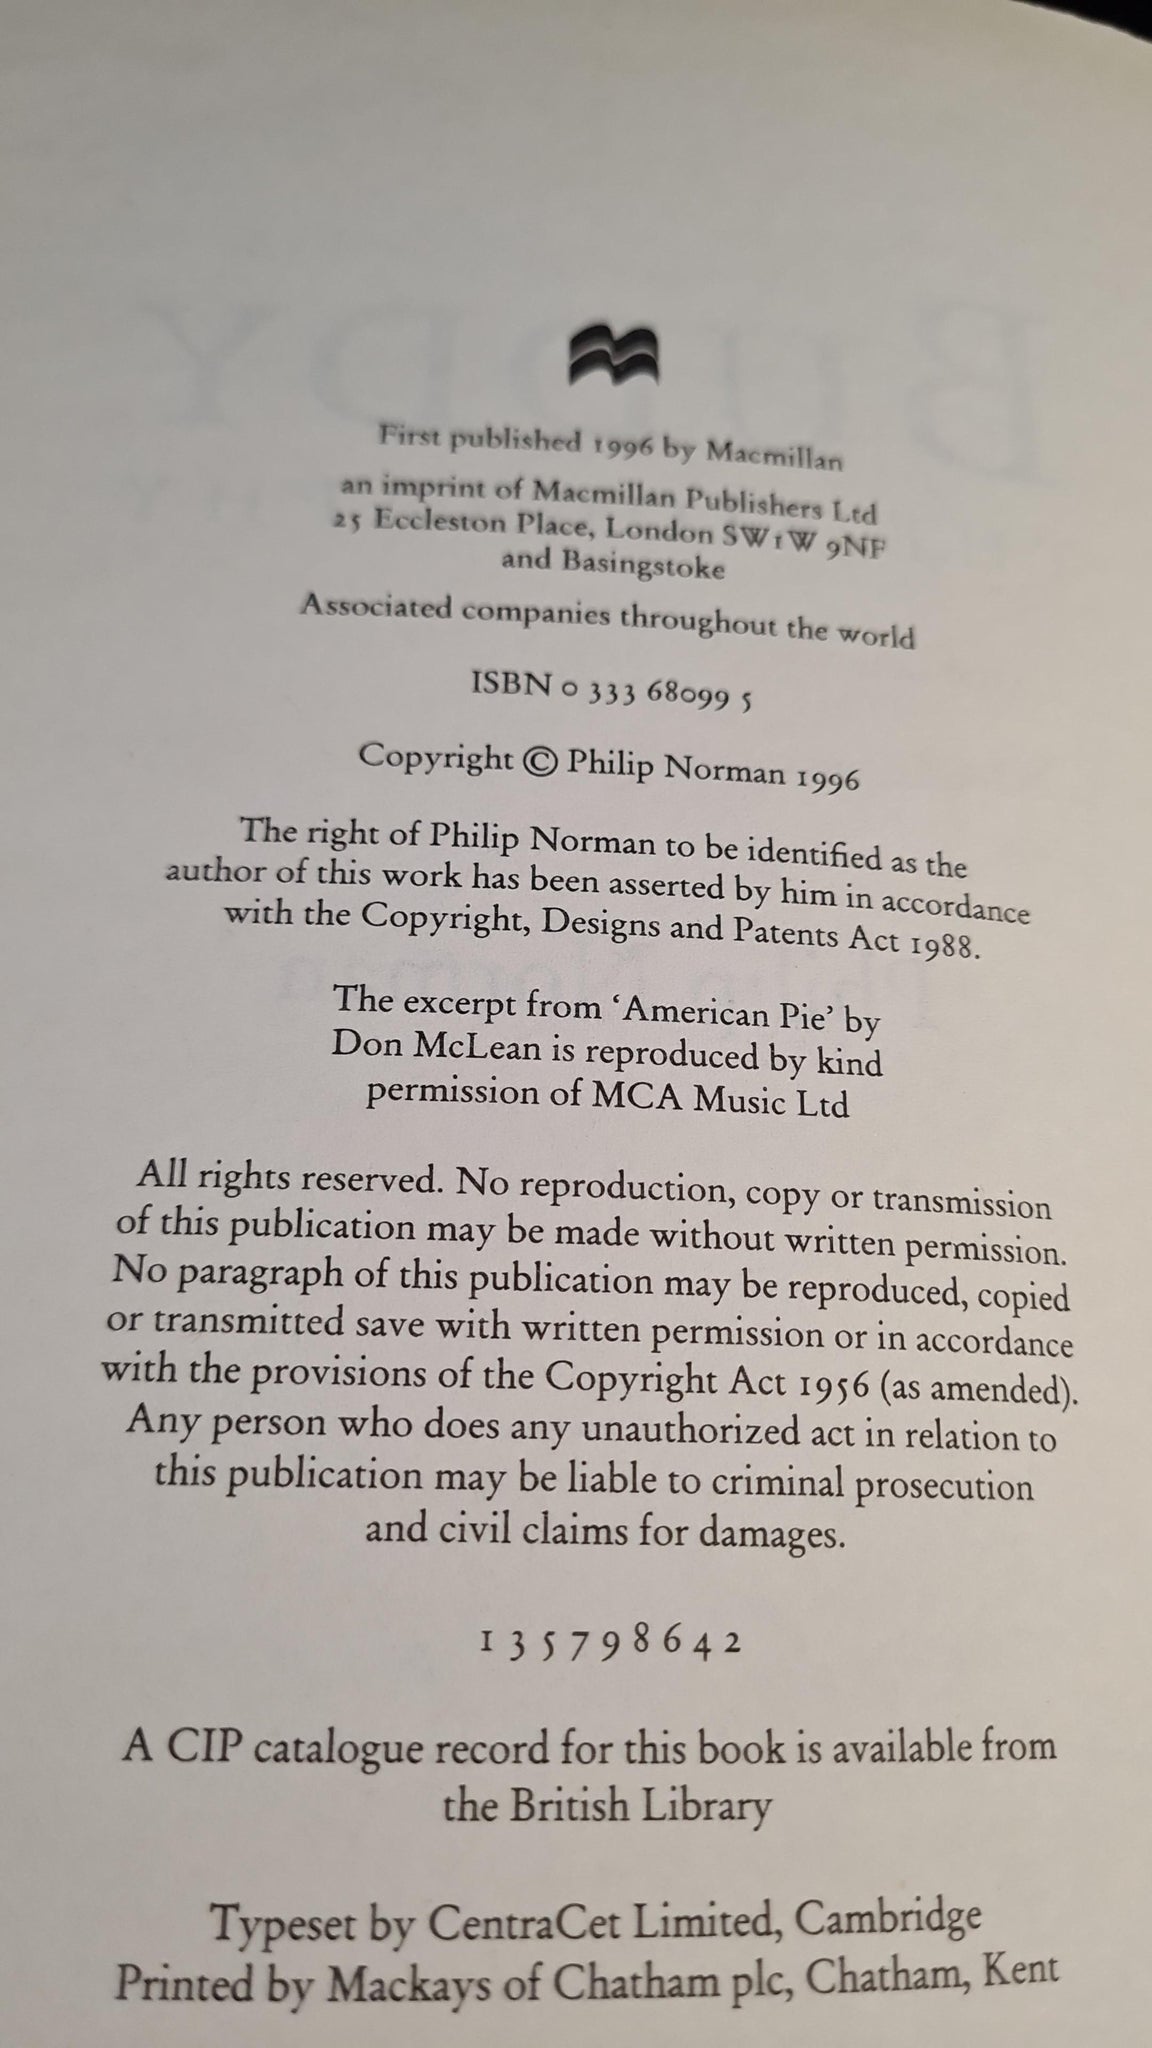 First published 1996 by Macmillan
an imprint of Macmillan Publishers Ltd
25 Eccleston Place, London SW1W 9NF
and Basingstoke
Associated companies throughout the world
ISBN 0 333 68099 5
Copyright © Philip Norman 1996
The right of Philip Norman to be identified as the
author of this work has been asserted by him in accordance
with the Copyright, Designs and Patents Act 1988.
The excerpt from ‘American Pie’ by
Don McLean is reproduced by kind
permission of MCA Music Ltd
All rights reserved. No reproduction, copy or transmission
of this publication may be made without written permission.
No paragraph of this publication may be reproduced, copied
or transmitted save with written permission or in accordance
with the provisions of the Copyright Act 1956 (as amended).
Any person who does any unauthorized act in relation to
this publication may be liable to criminal prosecution
and civil claims for damages.
1 3 5 7 9 8 6 4 2
A CIP catalogue record for this book is available from
the British Library
Typeset by CentraCet Limited, Cambridge
Printed by Mackays of Chatham plc, Chatham, Kent